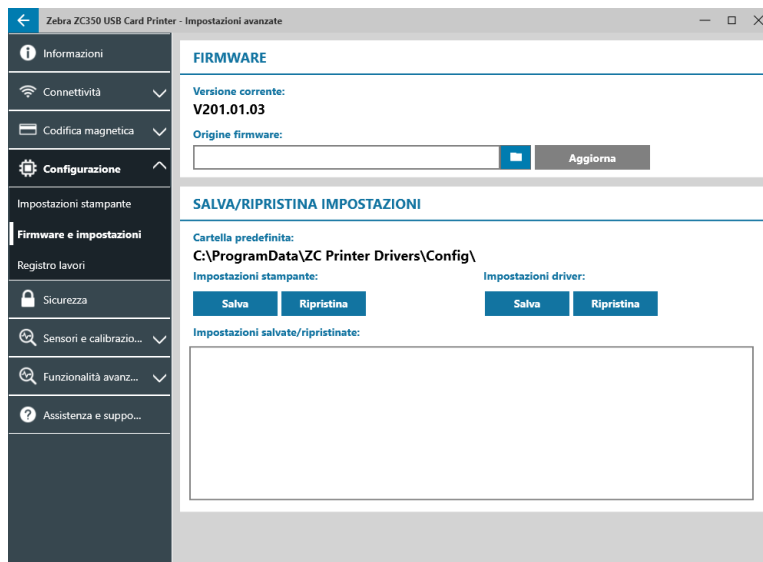 Zebra ZC350 USB Card Printer - Impostazioni avanzate
Informazioni
Connettività
Codifica magnetica
Configurazione
Impostazioni stampante
Firmware e impostazioni
Registro lavori
Sicurezza
Sensori e calibrazio...
Funzionalità avanz...
Assistenza e suppo...
FIRMWARE
Versione corrente:
V201.01.03
Origine firmware:
Aggiorna
SALVA/RIPRISTINA IMPOSTAZIONI
Cartella predefinita:
C:\ProgramData\ZC Printer Drivers\Config\
Impostazioni stampante: Impostazioni driver:
Salva Ripristina Salva Ripristina
Impostazioni salvate/ripristinate: